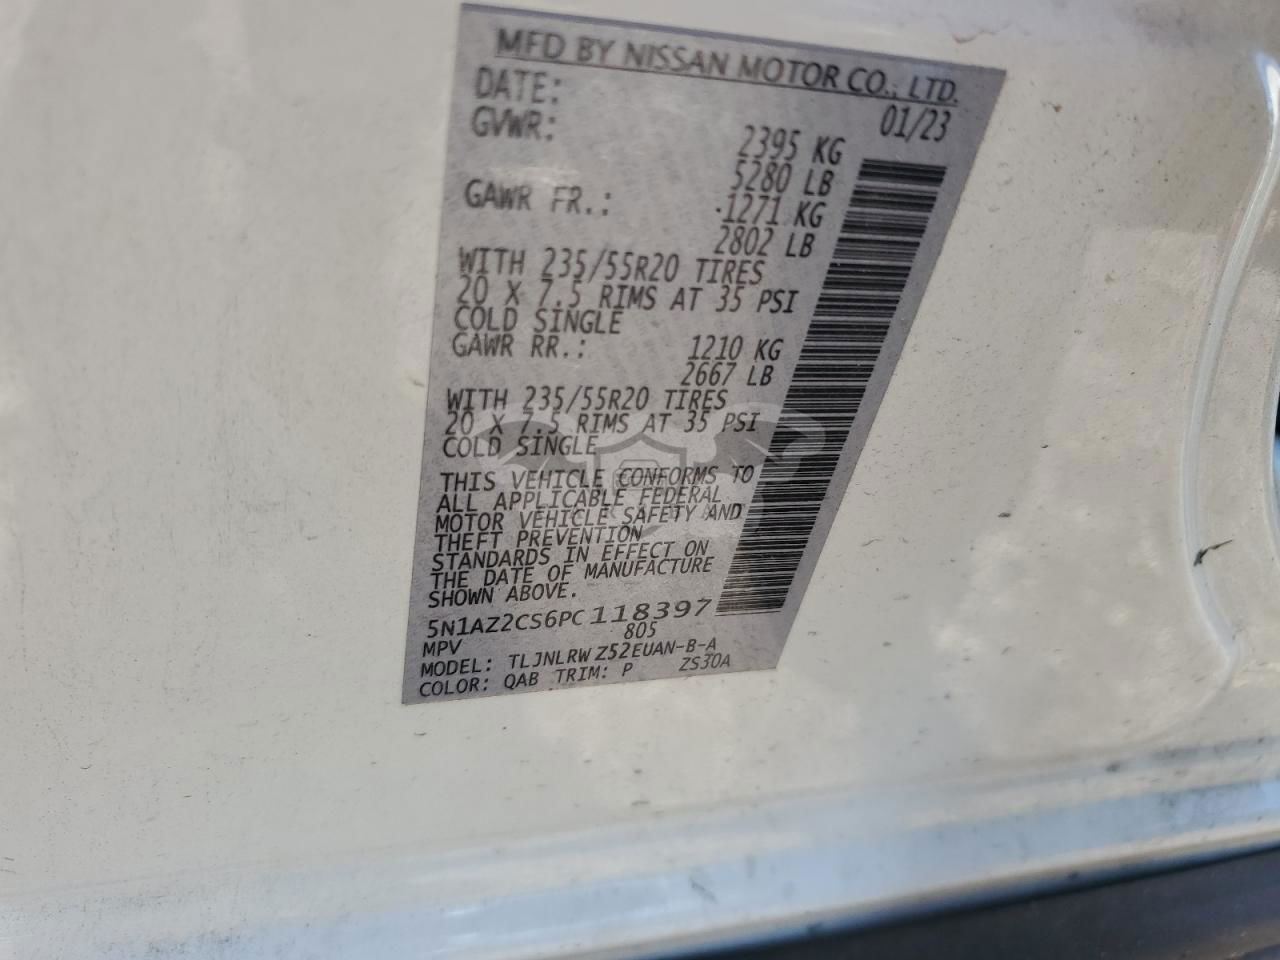 MFD BY NISSAN MOTOR CO., LTD.
DATE: 01/23
GVWR: 2395 KG
5280 LB
GAWR FR.: 1271 KG
2802 LB
WITH 235/55R20 TIRES
20 X 7.5 RIMS AT 35 PSI
COLD SINGLE
GAWR RR.: 1210 KG
2667 LB
WITH 235/55R20 TIRES
20 X 7.5 RIMS AT 35 PSI
COLD SINGLE
THIS VEHICLE CONFORMS TO
ALL APPLICABLE FEDERAL
MOTOR VEHICLE SAFETY AND
THEFT PREVENTION
STANDARDS IN EFFECT ON
THE DATE OF MANUFACTURE
SHOWN ABOVE.
5N1AZ2CS6PC118397
MPV 805
MODEL: TLJNLRWZ52EUAN-B-A
COLOR: QAB TRIM: P ZS30A